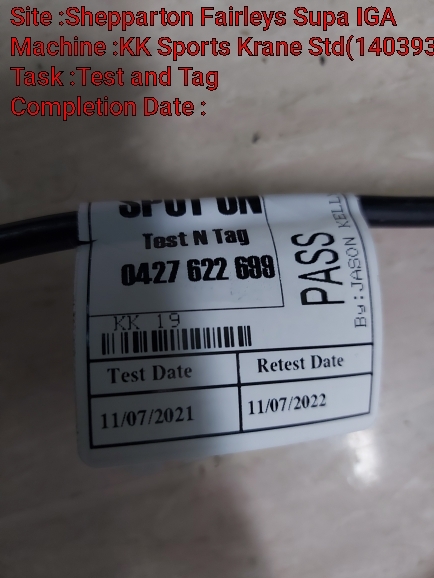 Site :Shepparton Fairleys Supa IGA
Machine :KK Sports Krane Std(140393
Task :Test and Tag
Completion Date :
SPOT ON
Test N Tag
0427 622 699
PASS
By:JASON KELLY
KK 19
Test Date
Retest Date
11/07/2021
11/07/2022